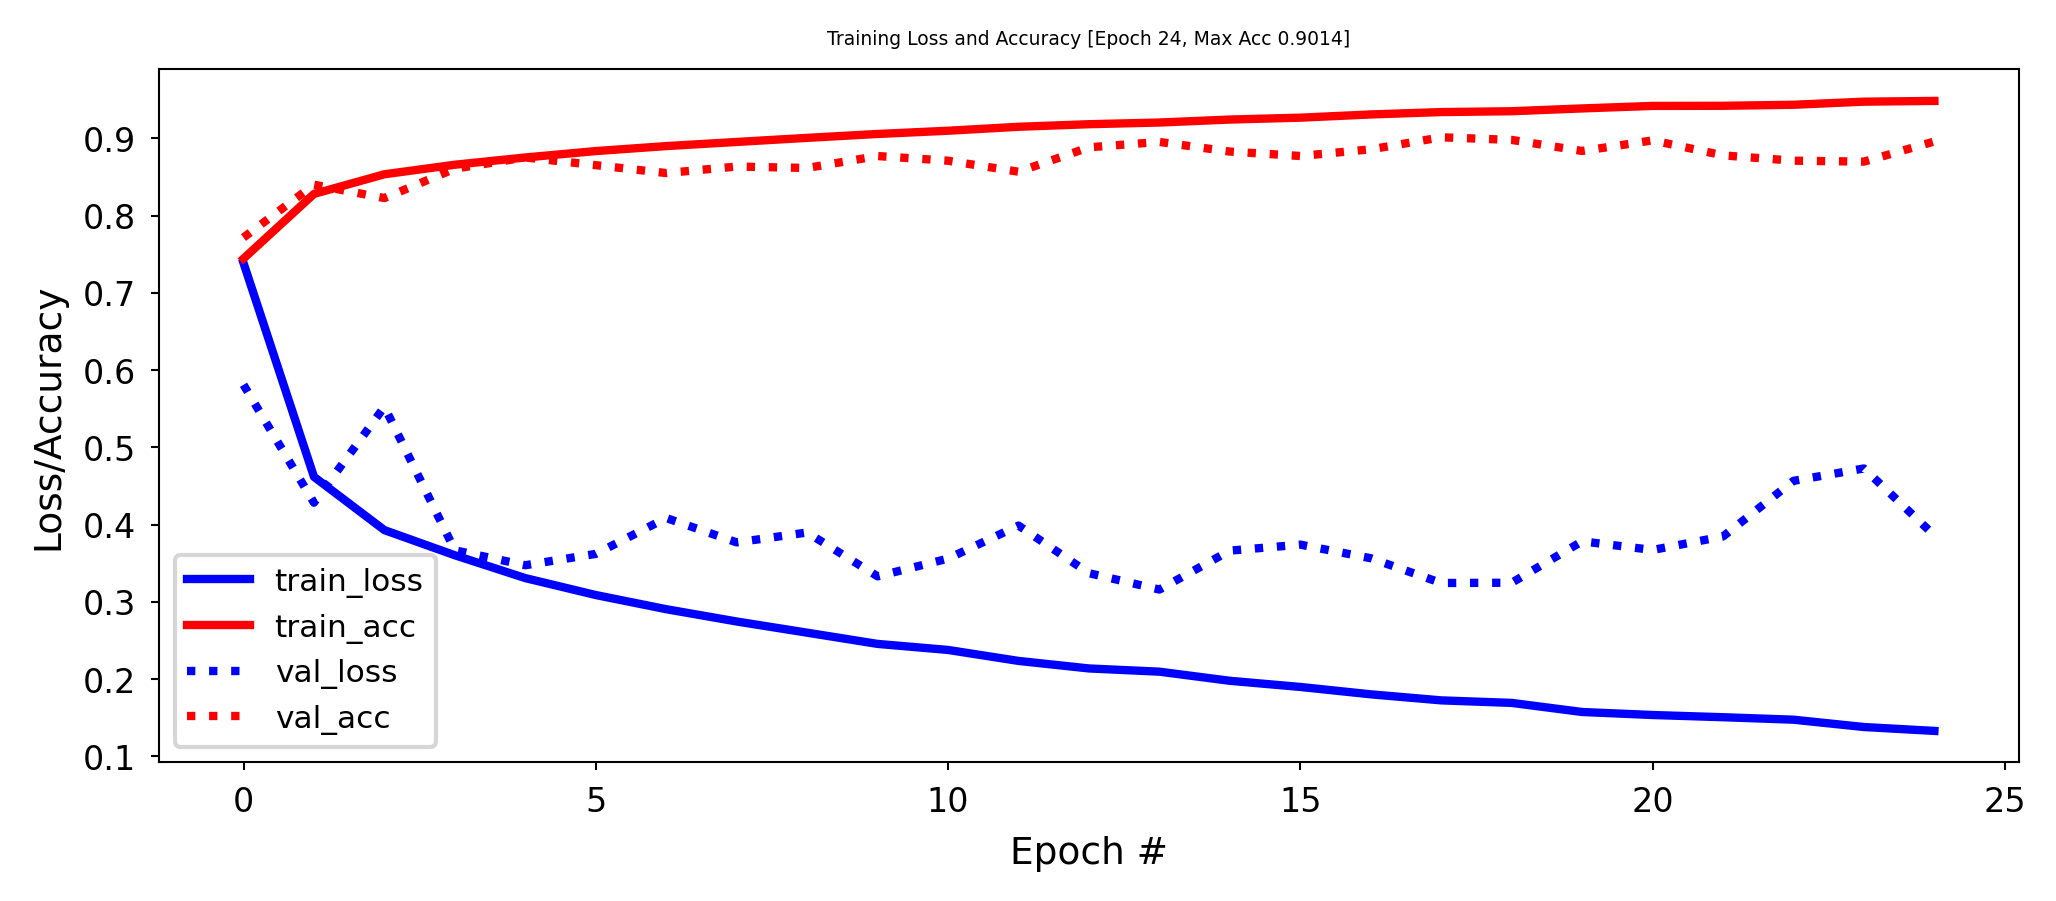 Training Loss and Accuracy [Epoch 24, Max Acc 0.9014]
Loss/Accuracy
0.9
0.8
0.7
0.6
0.5
0.4
0.3
0.2
0.1
train_loss
train_acc
val_loss
val_acc
0 5 10 15 20 25
Epoch #